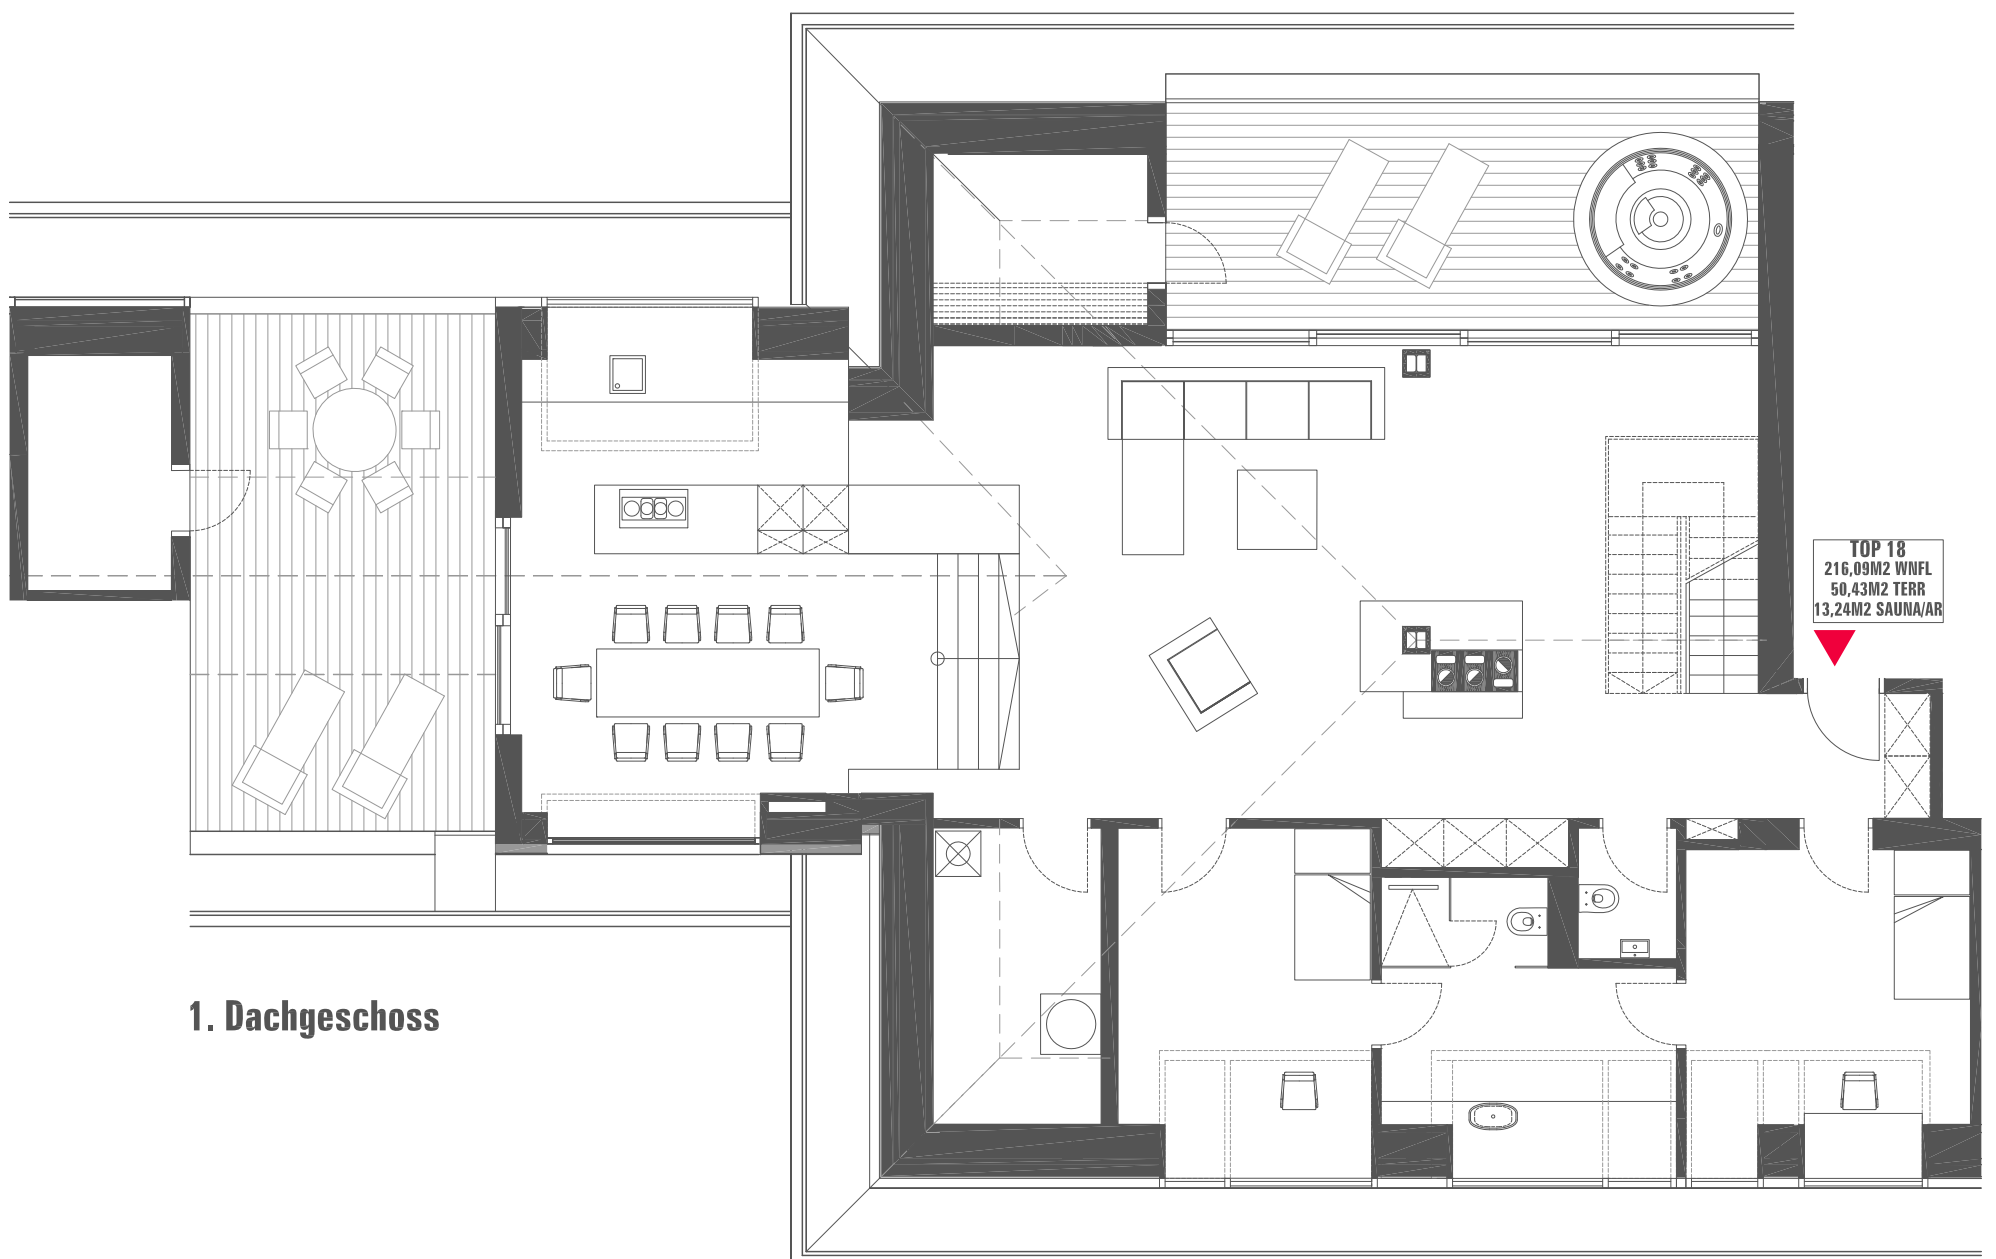 TOP 18
216,09M2 WNFL
50,43M2 TERR
13,24M2 SAUNA/AR
1. Dachgeschoss